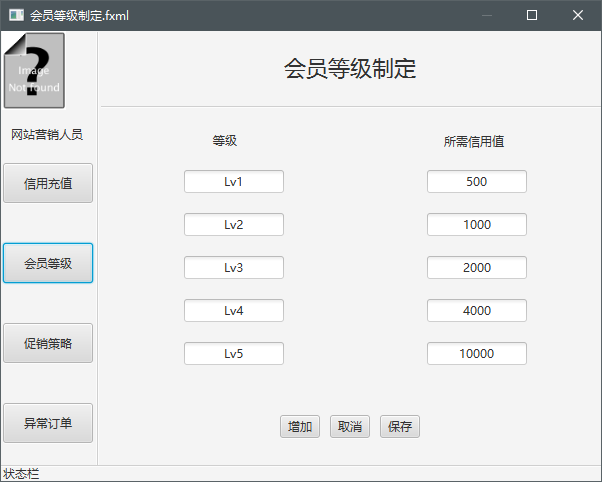 会员等级制定.fxml
?
Image
Not found
网站营销人员
信用充值
会员等级
促销策略
异常订单
会员等级制定
等级 所需信用值
Lv1 500
Lv2 1000
Lv3 2000
Lv4 4000
Lv5 10000
增加 取消 保存
状态栏